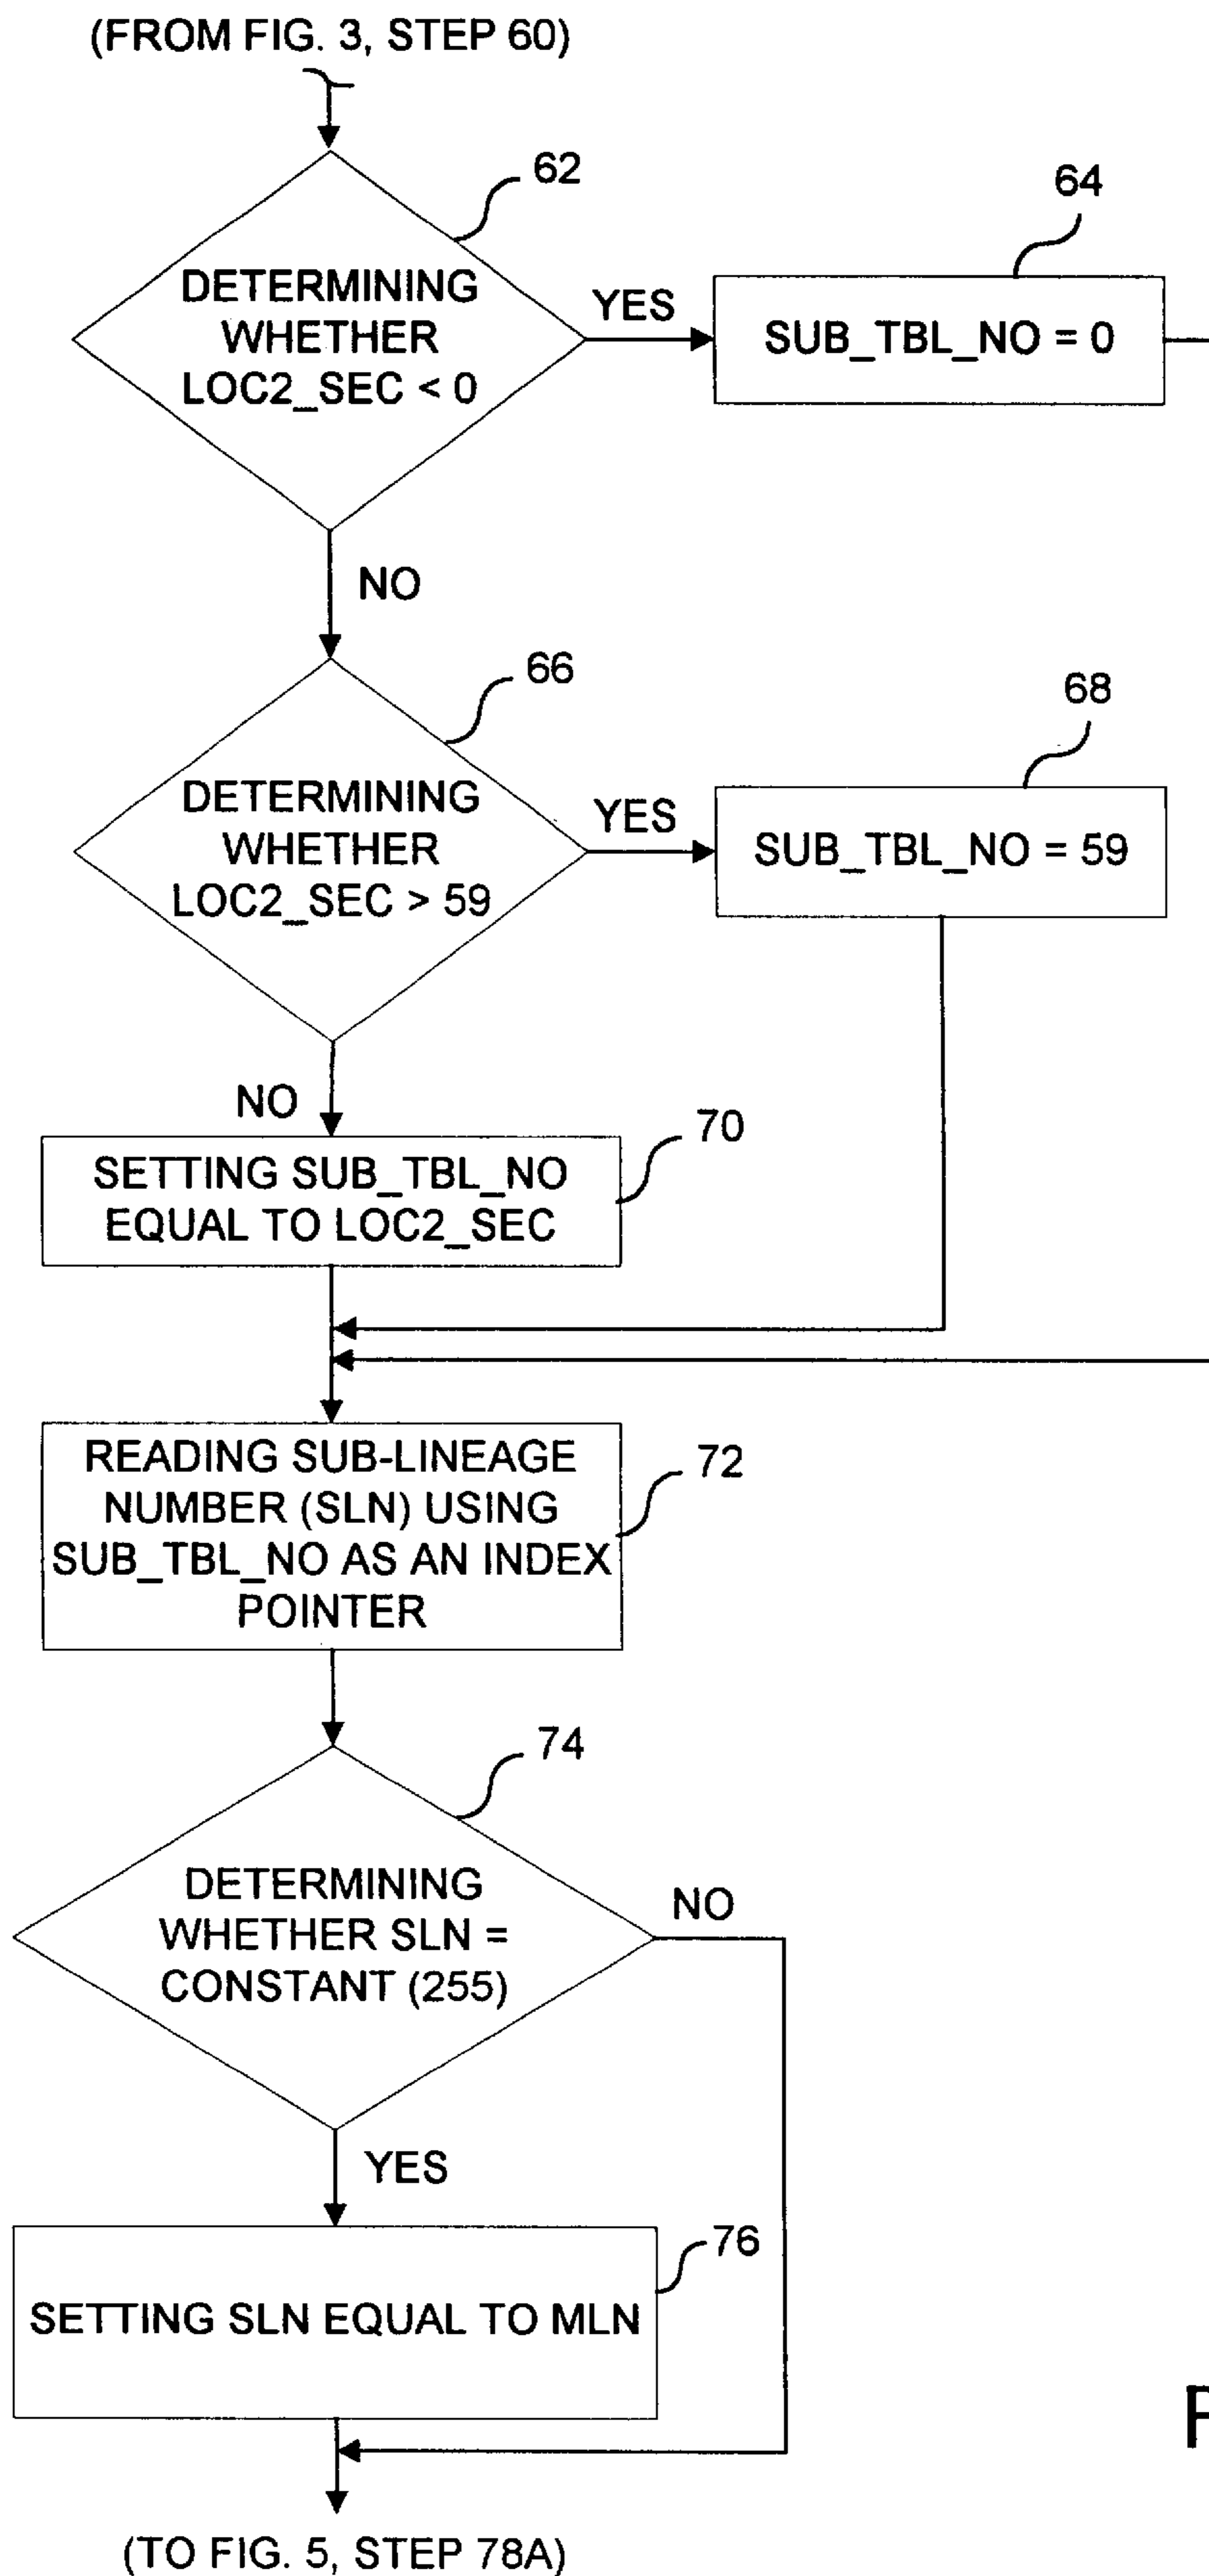 (FROM FIG. 3, STEP 60)
62
DETERMINING
WHETHER
LOC2_SEC < 0
YES
64
SUB_TBL_NO = 0
NO
66
DETERMINING
WHETHER
LOC2_SEC > 59
YES
68
SUB_TBL_NO = 59
NO
70
SETTING SUB_TBL_NO
EQUAL TO LOC2_SEC
72
READING SUB-LINEAGE
NUMBER (SLN) USING
SUB_TBL_NO AS AN INDEX
POINTER
74
DETERMINING
WHETHER SLN =
CONSTANT (255)
NO
YES
76
SETTING SLN EQUAL TO MLN
(TO FIG. 5, STEP 78A)